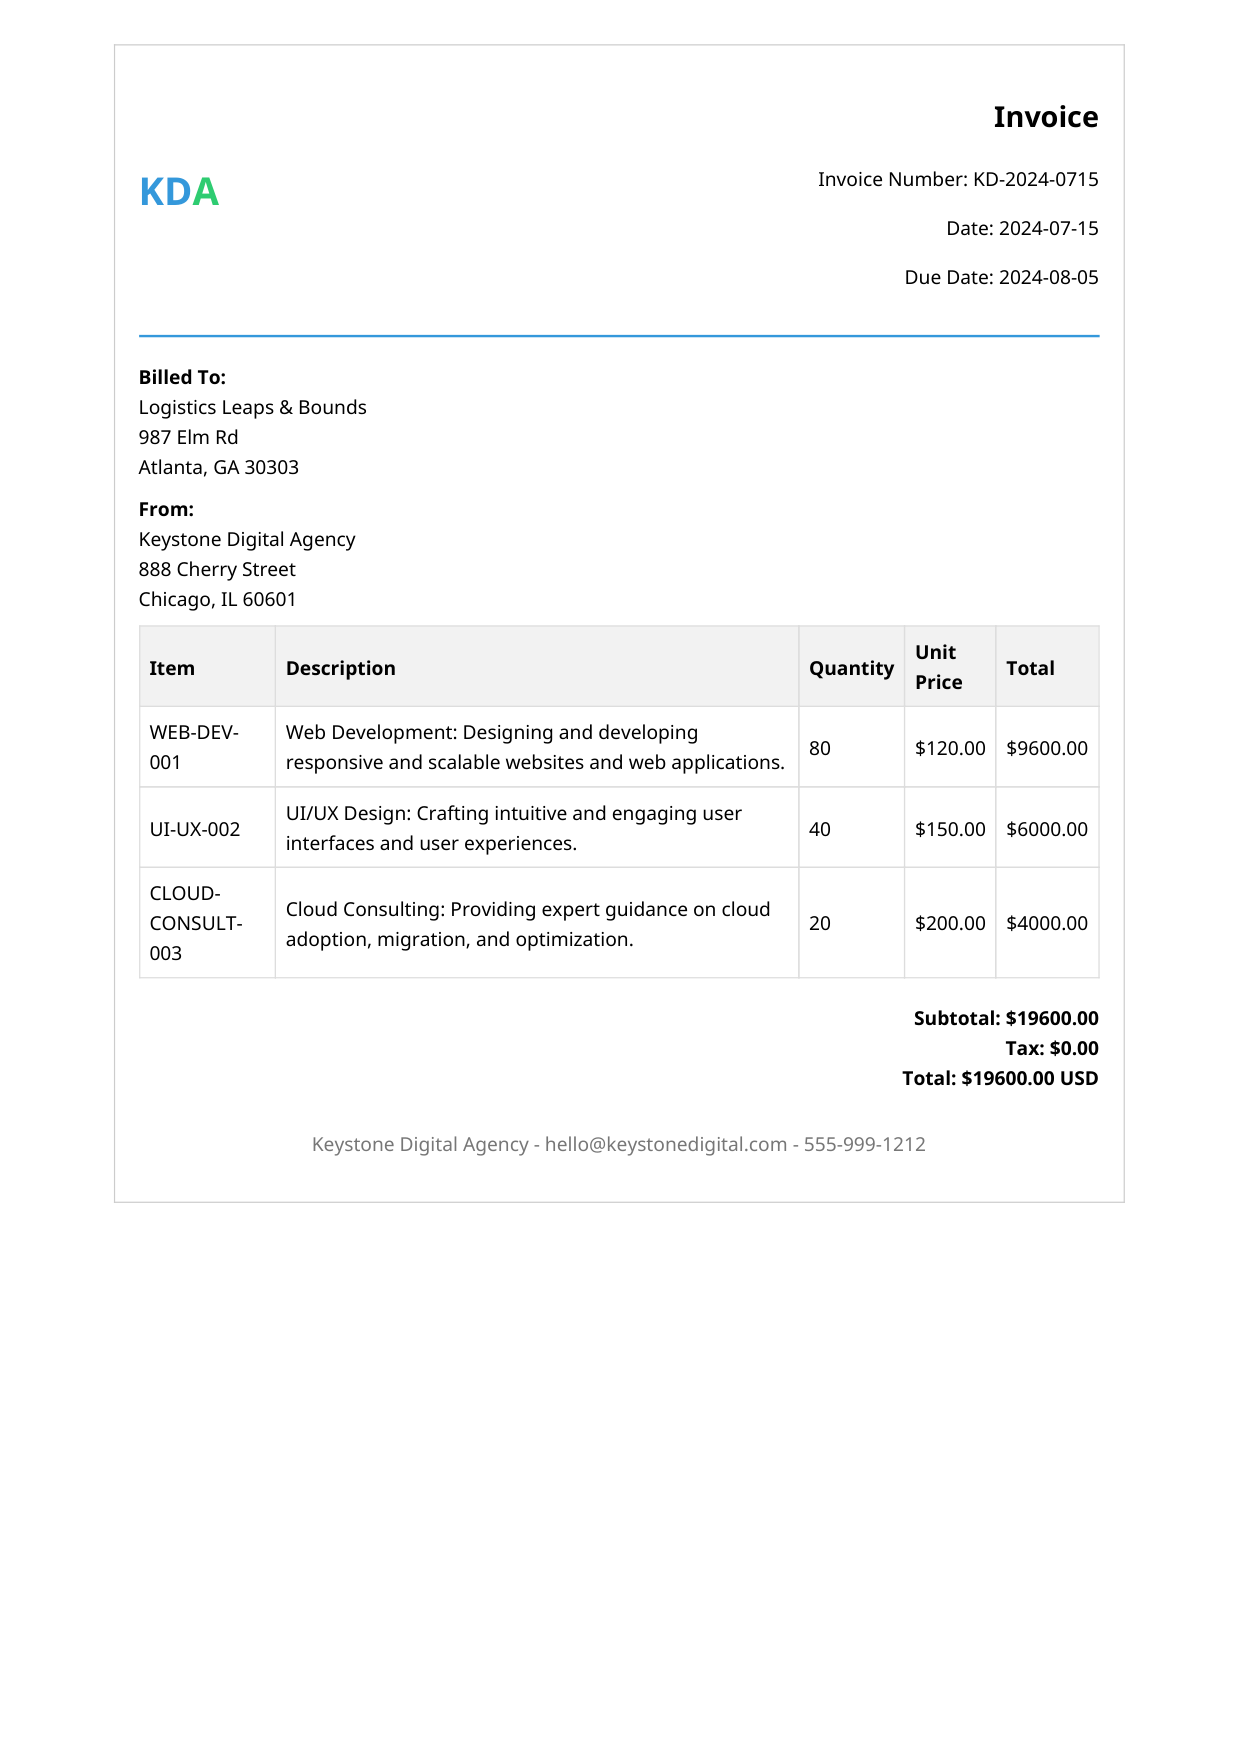 Invoice
KDA
Invoice Number: KD-2024-0715
Date: 2024-07-15
Due Date: 2024-08-05
Billed To:
Logistics Leaps & Bounds
987 Elm Rd
Atlanta, GA 30303
From:
Keystone Digital Agency
888 Cherry Street
Chicago, IL 60601
Item Description Quantity Unit Price Total
WEB-DEV-
001
Web Development: Designing and developing
responsive and scalable websites and web applications.
80 $120.00 $9600.00
UI-UX-002
UI/UX Design: Crafting intuitive and engaging user
interfaces and user experiences.
40 $150.00 $6000.00
CLOUD-
CONSULT-
003
Cloud Consulting: Providing expert guidance on cloud
adoption, migration, and optimization.
20 $200.00 $4000.00
Subtotal: $19600.00
Tax: $0.00
Total: $19600.00 USD
Keystone Digital Agency - hello@keystonedigital.com - 555-999-1212